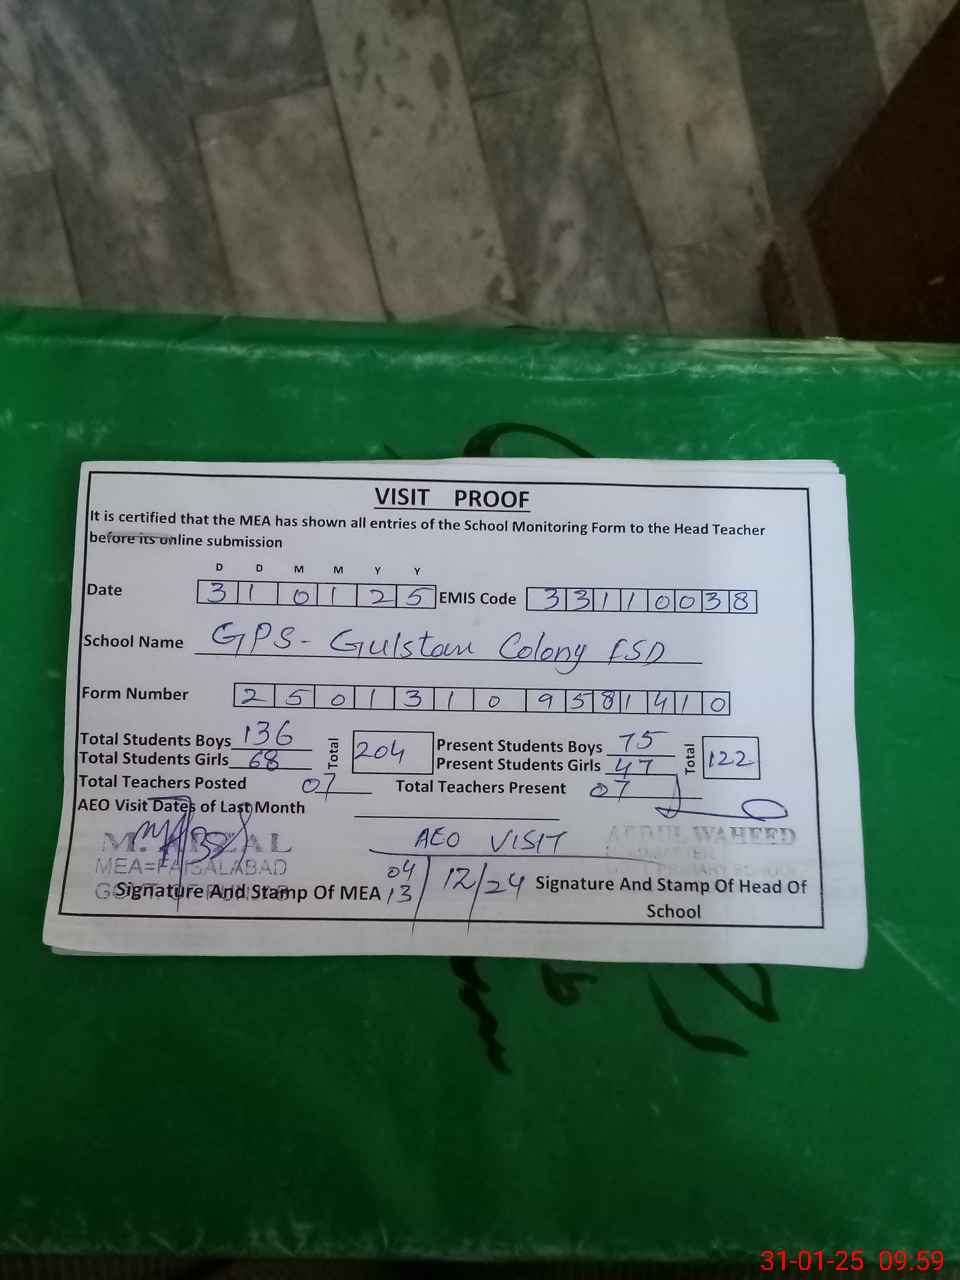 VISIT PROOF
It is certified that the MEA has shown all entries of the School Monitoring Form to the Head Teacher
before its online submission
D D M M Y Y
Date 3 1 0 1 2 5 EMIS Code 3 3 1 1 0 0 3 8
School Name GPS- Gulstan Colony FSD
Form Number 2 5 0 1 3 1 0 9 5 8 1 4 1 0
Total Students Boys 136 Total 204 Present Students Boys 75 Total 122
Total Students Girls 68 Present Students Girls 47
Total Teachers Posted 07 Total Teachers Present 07
AEO Visit Dates of Last Month
M. AFZAL AEO VISIT ABDUL WAHEED
MEA=FAISALABAD
04
13 /12/24
Signature And Stamp Of MEA Signature And Stamp Of Head Of
School
31-01-25 09:59